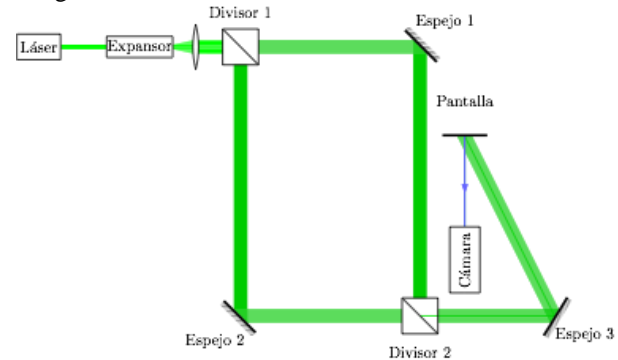 Divisor 1
Espejo 1
Láser
Expansor
Pantalla
Cámara
Espejo 2
Divisor 2
Espejo 3